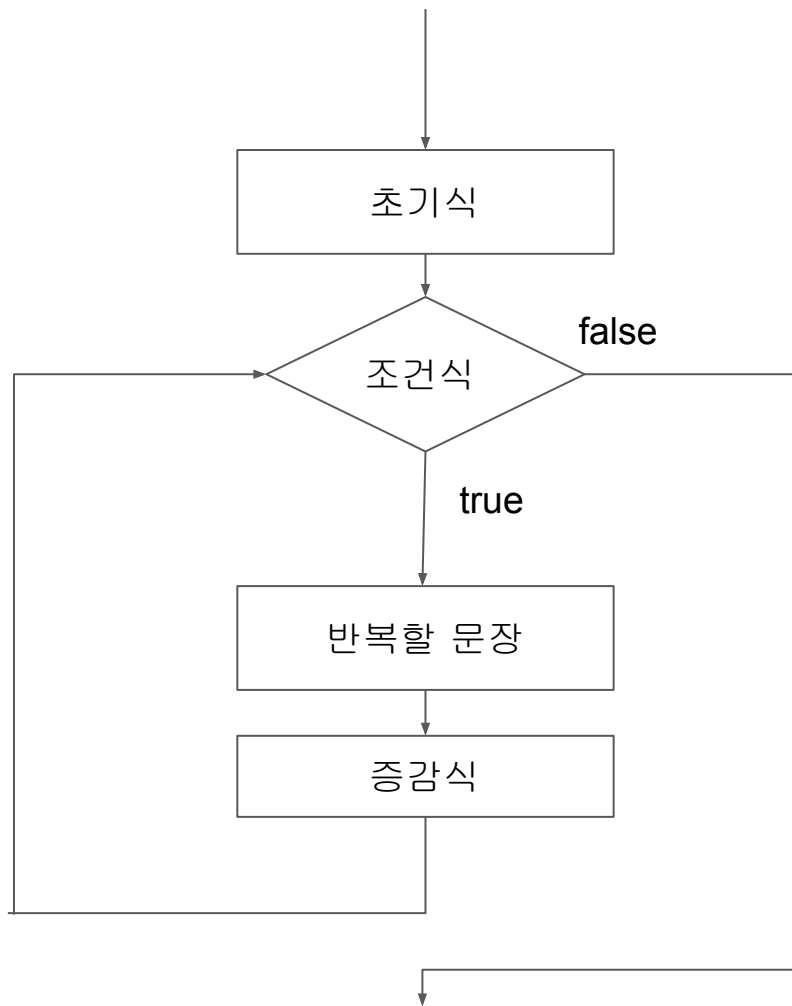 초기식
false
조건식
true
반복할 문장
증감식